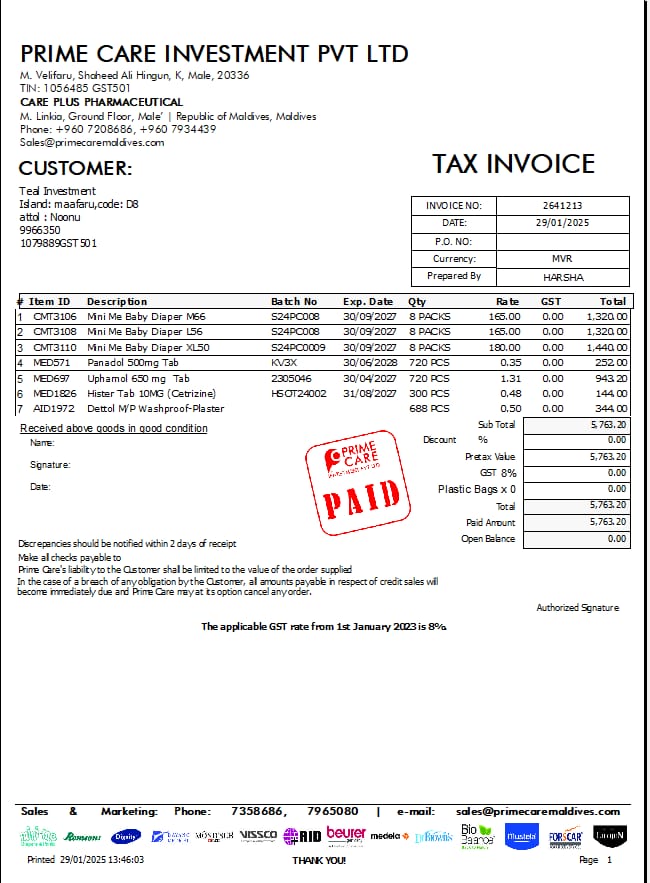 PRIME CARE INVESTMENT PVT LTD
M. Velifaru, Shaheed Ali Hingun, K, Male, 20336
TIN: 1056485 GST501
CARE PLUS PHARMACEUTICAL
M. Linkia, Ground Floor, Male' | Republic of Maldives, Maldives
Phone: +960 7208686, +960 7934439
Sales@primecaremaldives.com
CUSTOMER:
TAX INVOICE
Teal Investment
Island: maafaru,code: D8
attol : Noonu
9966350
1079889GST501
INVOICE NO: 2641213
DATE: 29/01/2025
P.O. NO:
Currency: MVR
Prepared By HARSHA
# Item ID Description Batch No Exp. Date Qty Rate GST Total
1 CMT3106 Mini Me Baby Diaper M66 S24PC008 30/09/2027 8 PACKS 165.00 0.00 1,320.00
2 CMT3108 Mini Me Baby Diaper L56 S24PC008 30/09/2027 8 PACKS 165.00 0.00 1,320.00
3 CMT3110 Mini Me Baby Diaper XL50 S24PC0009 30/09/2027 8 PACKS 180.00 0.00 1,440.00
4 MED571 Panadol 500mg Tab KV3X 30/06/2028 720 PCS 0.35 0.00 252.00
5 MED697 Uphamol 650 mg Tab 2305046 30/04/2027 720 PCS 1.31 0.00 943.20
6 MED1826 Hister Tab 10MG (Cetrizine) HSOT24002 31/08/2027 300 PCS 0.48 0.00 144.00
7 AID1972 Dettol M/P Washproof-Plaster 688 PCS 0.50 0.00 344.00
Received above goods in good condition
Name:
Signature:
Date:
PRIME
CARE
PAID
Sub Total 5,763.20
Discount % 0.00
Pretax Value 5,763.20
GST 8% 0.00
Plastic Bags x 0 0.00
Total 5,763.20
Paid Amount 5,763.20
Open Balance 0.00
Discrepancies should be notified within 2 days of receipt
Make all checks payable to
Prime Care's liability to the Customer shall be limited to the value of the order supplied
In the case of a breach of any obligation by the Customer, all amounts payable in respect of credit sales will
become immediately due and Prime Care may at its option cancel any order.
Authorized Signature
The applicable GST rate from 1st January 2023 is 8%.
Sales & Marketing: Phone: 7358686, 7965080 | e-mail: sales@primecaremaldives.com
Dignity
VISSCO
RID
beurer
medela
Bio
Balance
mustela
FORSCAR
Printed 29/01/2025 13:46:03
THANK YOU!
Page 1